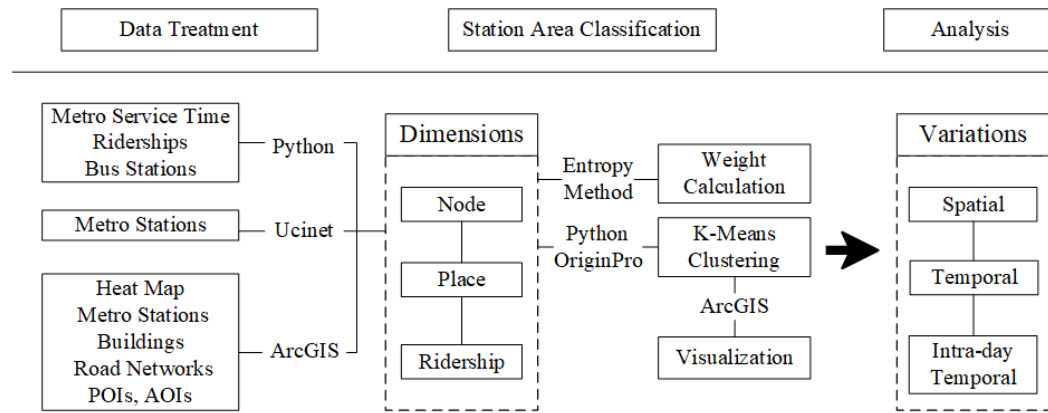 Data Treatment
Station Area Classification
Analysis
Metro Service Time
Riderships
Bus Stations
Python
Metro Stations
Ucinet
Heat Map
Metro Stations
Buildings
Road Networks
POIs, AOIs
ArcGIS
Dimensions
Node
Place
Ridership
Entropy
Method
Weight
Calculation
Python
OriginPro
K-Means
Clustering
ArcGIS
Visualization
Variations
Spatial
Temporal
Intra-day
Temporal